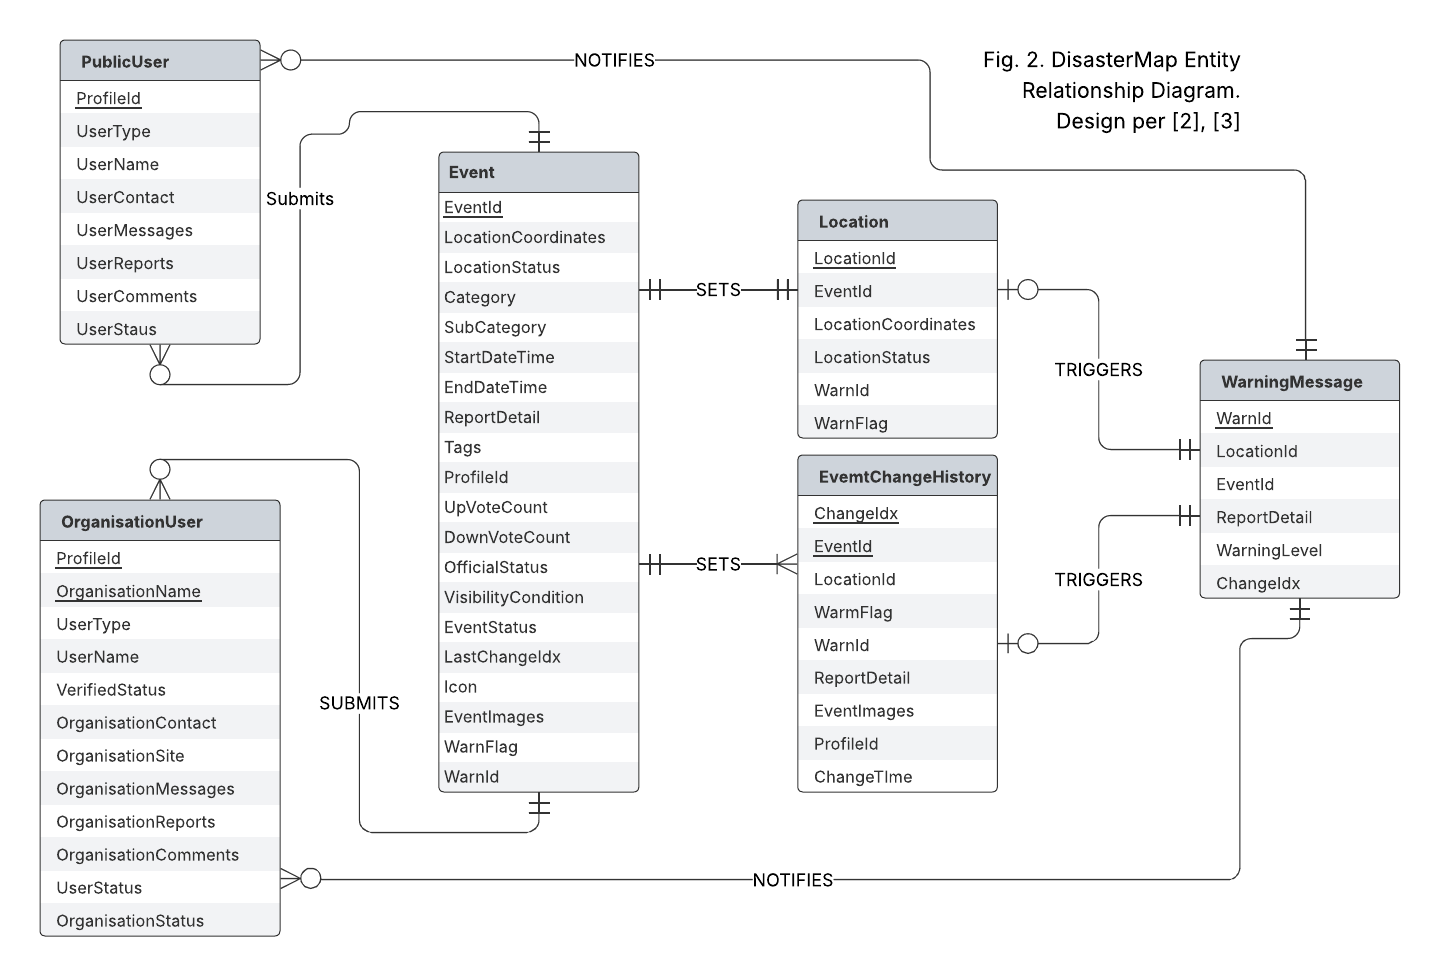 Fig. 2. DisasterMap Entity
Relationship Diagram.
Design per [2], [3]
PublicUser
ProfileId
UserType
UserName
UserContact
UserMessages
UserReports
UserComments
UserStaus
NOTIFIES
Submits
Event
EventId
LocationCoordinates
LocationStatus
Category
SubCategory
StartDateTime
EndDateTime
ReportDetail
Tags
ProfileId
UpVoteCount
DownVoteCount
OfficialStatus
VisibilityCondition
EventStatus
LastChangeIdx
Icon
EventImages
WarnFlag
WarnId
SETS
SETS
Location
LocationId
EventId
LocationCoordinates
LocationStatus
WarnId
WarnFlag
TRIGGERS
EvemtChangeHistory
ChangeIdx
EventId
LocationId
WarmFlag
WarnId
ReportDetail
EventImages
ProfileId
ChangeTIme
TRIGGERS
WarningMessage
WarnId
LocationId
EventId
ReportDetail
WarningLevel
ChangeIdx
OrganisationUser
ProfileId
OrganisationName
UserType
UserName
VerifiedStatus
OrganisationContact
OrganisationSite
OrganisationMessages
OrganisationReports
OrganisationComments
UserStatus
OrganisationStatus
SUBMITS
NOTIFIES